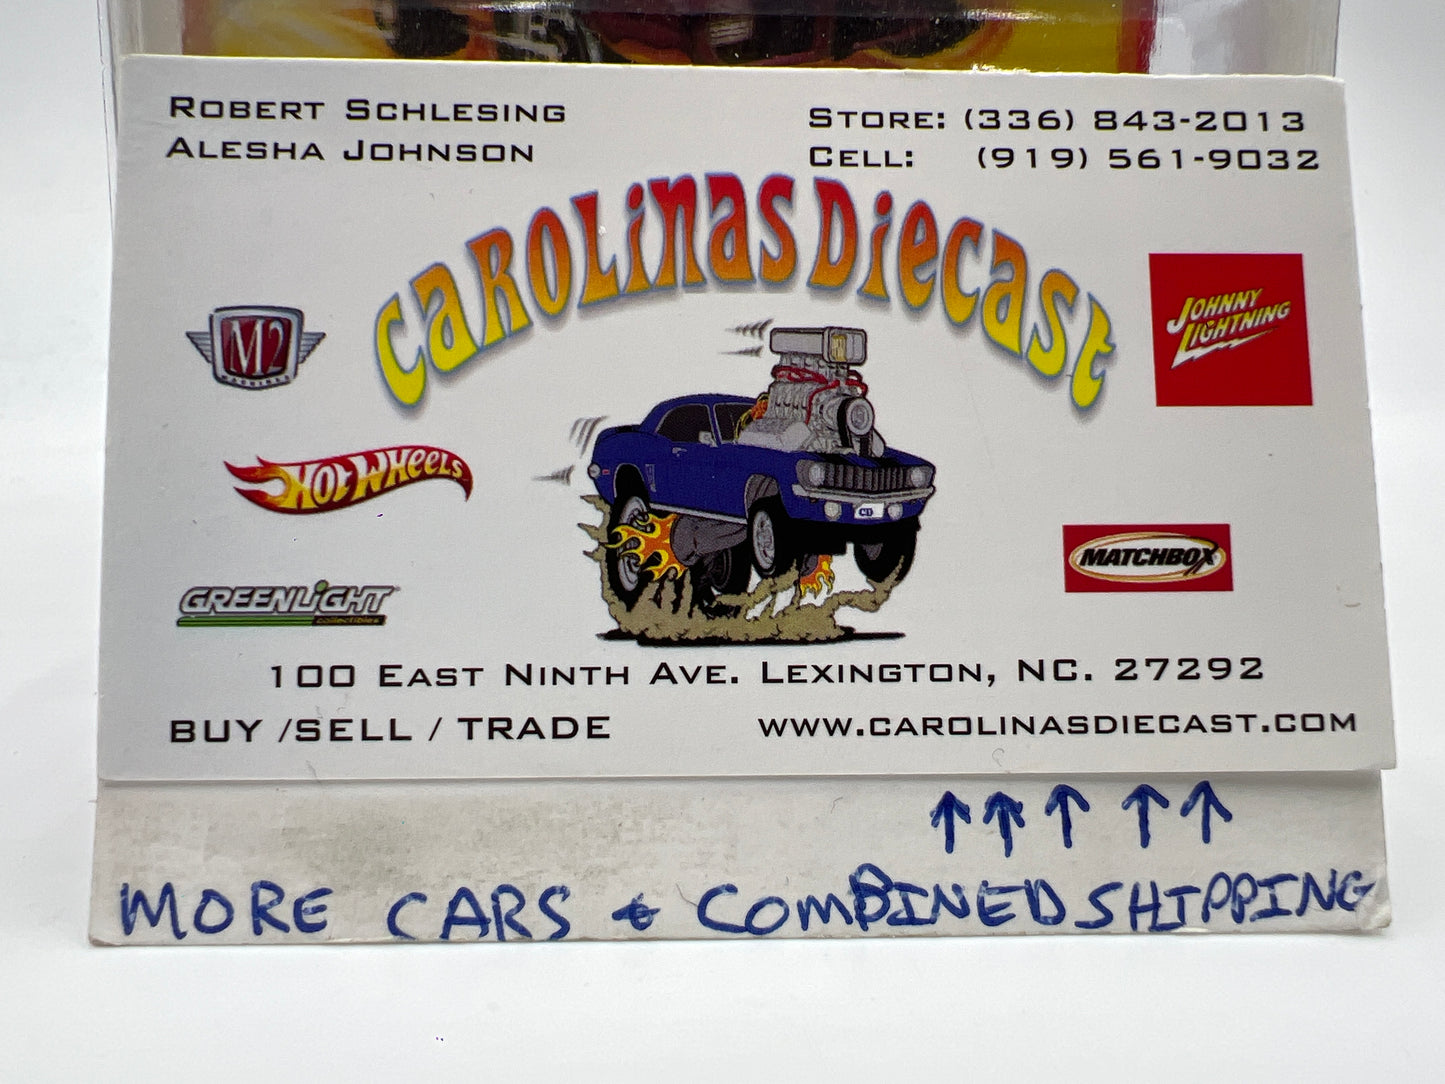 ROBERT SCHLESING
ALESHA JOHNSON
STORE: (336) 843-2013
CELL: (919) 561-9032
CAROLINAS DIECAST
M2
MACHINES
JOHNNY
LIGHTNING
HOT WHEELS
MATCHBOX
GREENLIGHT
collectibles
100 EAST NINTH AVE. LEXINGTON, NC. 27292
BUY /SELL / TRADE
WWW.CAROLINASDIECAST.COM
MORE CARS & COMBINED SHIPPING